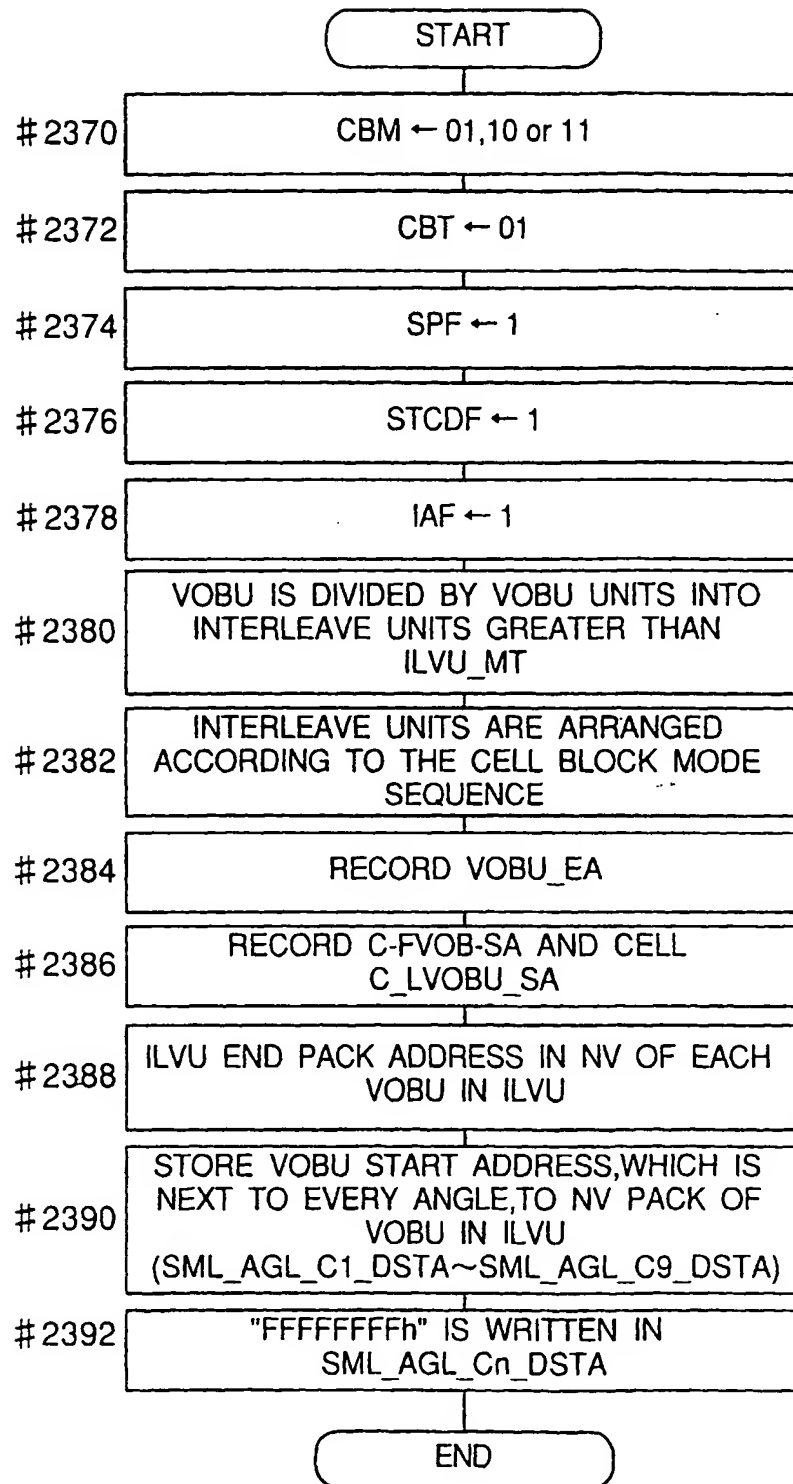 START
#2370
CBM ← 01,10 or 11
#2372
CBT ← 01
#2374
SPF ← 1
#2376
STCDF ← 1
#2378
IAF ← 1
#2380
VOBU IS DIVIDED BY VOBU UNITS INTO
INTERLEAVE UNITS GREATER THAN
ILVU_MT
#2382
INTERLEAVE UNITS ARE ARRANGED
ACCORDING TO THE CELL BLOCK MODE
SEQUENCE
#2384
RECORD VOBU_EA
#2386
RECORD C-FVOB-SA AND CELL
C_LVOBU_SA
#2388
ILVU END PACK ADDRESS IN NV OF EACH
VOBU IN ILVU
#2390
STORE VOBU START ADDRESS,WHICH IS
NEXT TO EVERY ANGLE,TO NV PACK OF
VOBU IN ILVU
(SML_AGL_C1_DSTA~SML_AGL_C9_DSTA)
#2392
"FFFFFFFFh" IS WRITTEN IN
SML_AGL_Cn_DSTA
END